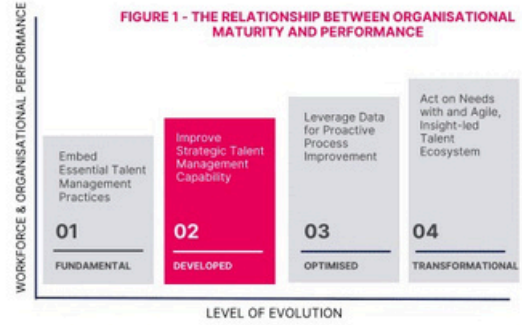 FIGURE 1 - THE RELATIONSHIP BETWEEN ORGANISATIONAL
MATURITY AND PERFORMANCE
WORKFORCE & ORGANISATIONAL PERFORMANCE
Embed
Essential Talent
Management
Practices
01
FUNDAMENTAL
Improve
Strategic Talent
Management
Capability
02
DEVELOPED
Leverage Data
for Proactive
Process
Improvement
03
OPTIMISED
Act on Needs
with and Agile,
Insight-led
Talent
Ecosystem
04
TRANSFORMATIONAL
LEVEL OF EVOLUTION